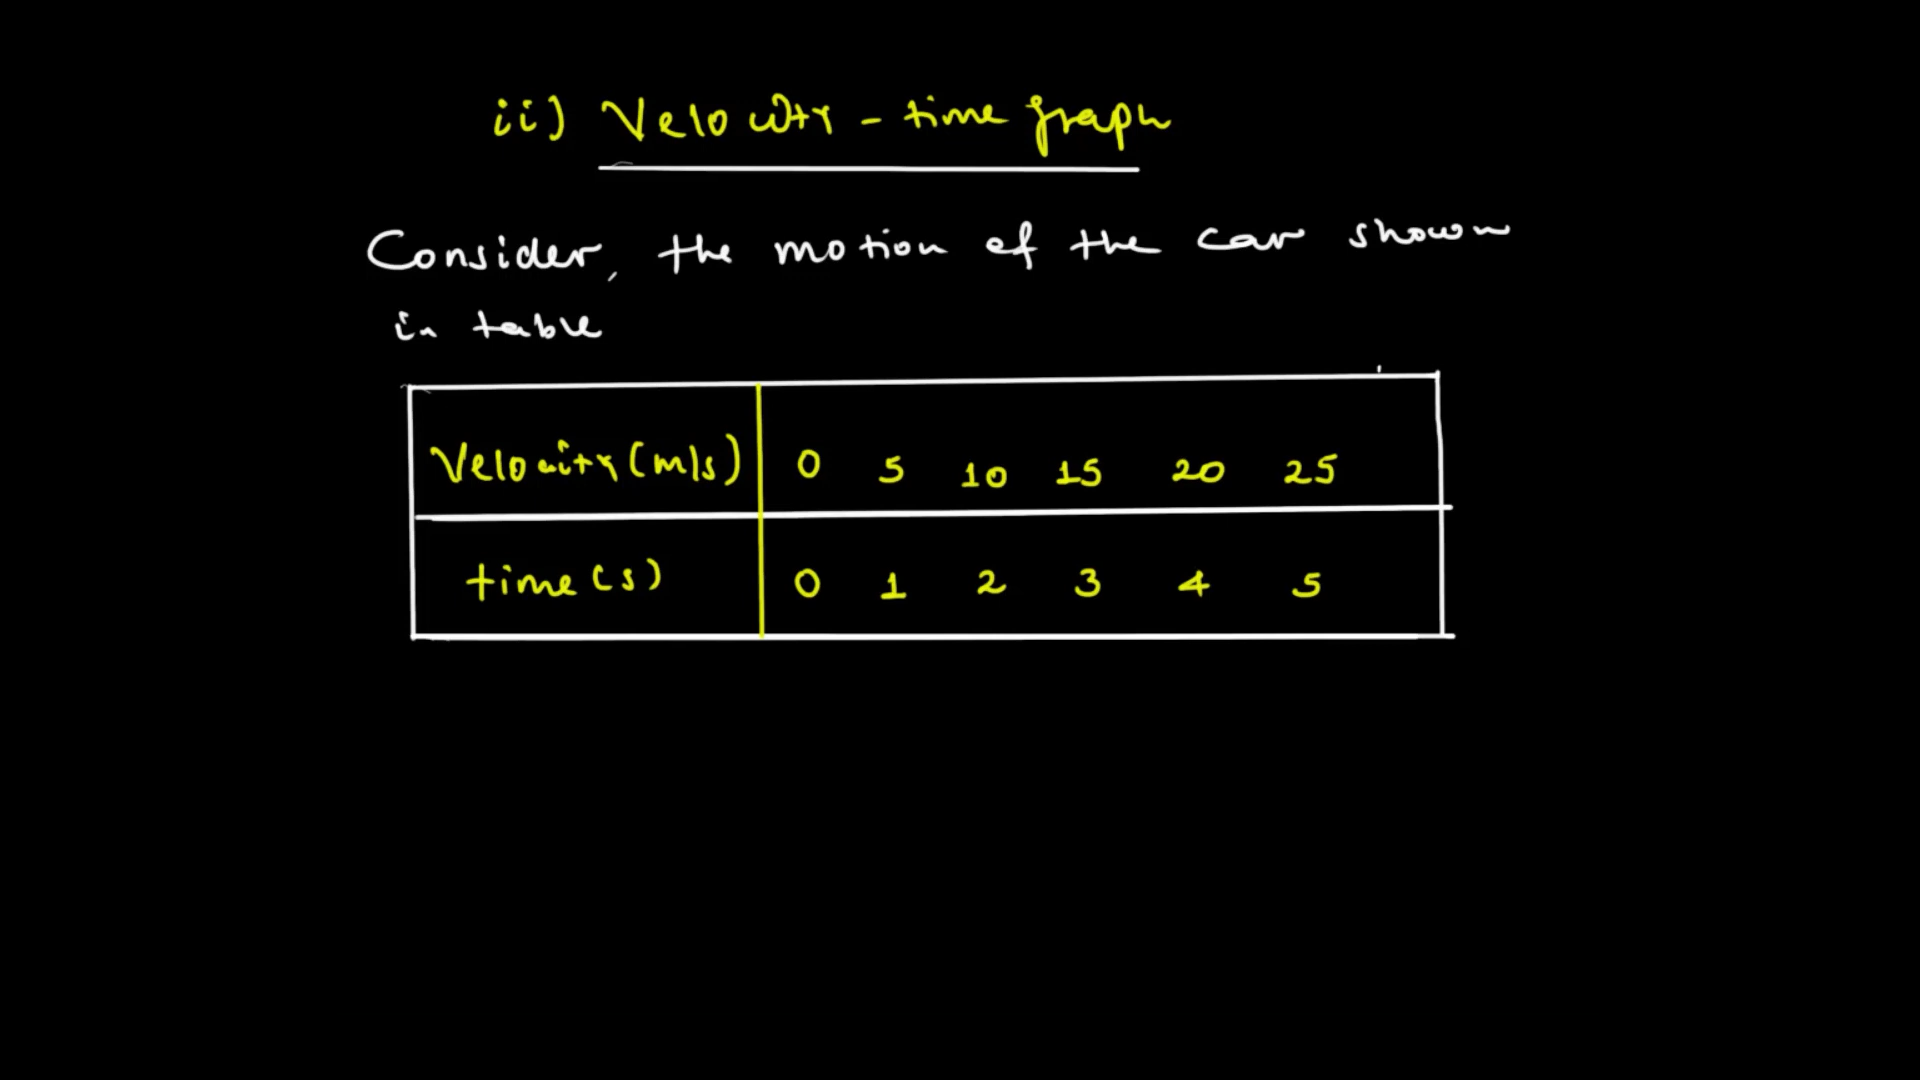 ii) Velocity - time graph
Consider, the motion of the car shown
in table
Velocity (m/s) 0 5 10 15 20 25
time (s) 0 1 2 3 4 5